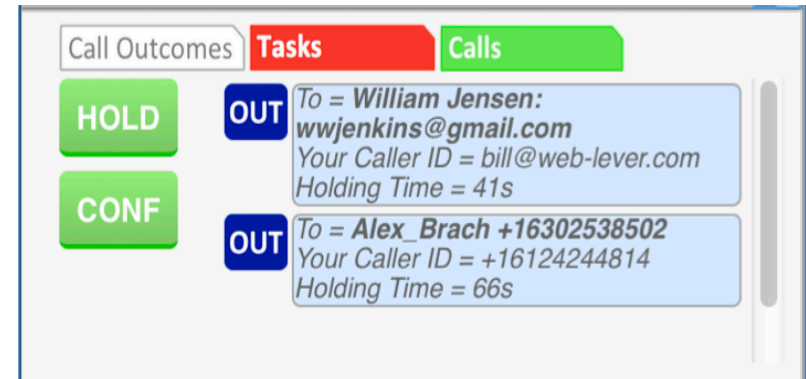 Call Outcomes Tasks Calls
HOLD
CONF
OUT
To = William Jensen:
wwjenkins@gmail.com
Your Caller ID = bill@web-lever.com
Holding Time = 41s
OUT
To = Alex_Brach +16302538502
Your Caller ID = +16124244814
Holding Time = 66s